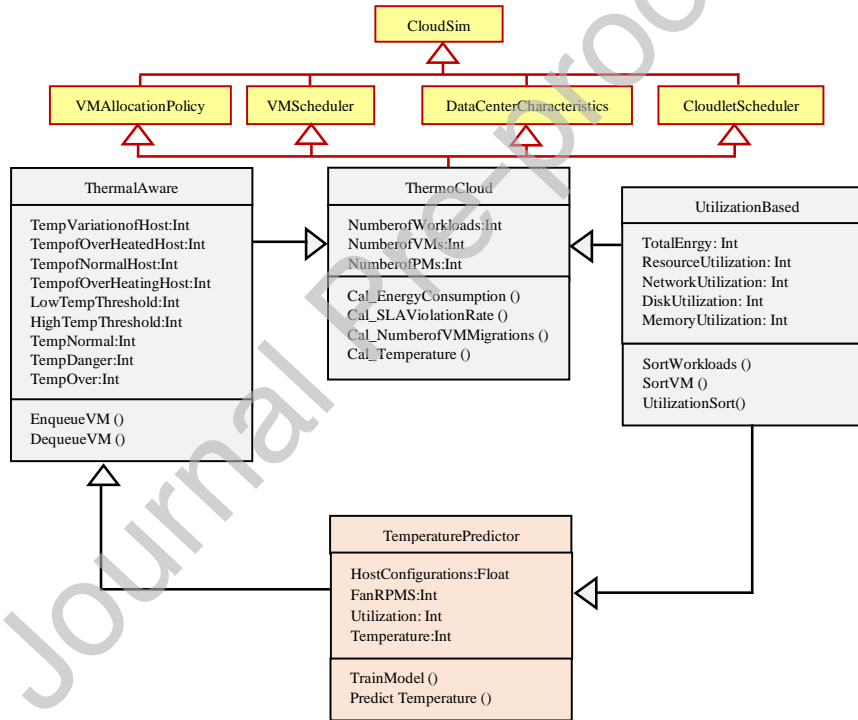 CloudSim
VMAllocationPolicy
VMScheduler
DataCenterCharacteristics
CloudletScheduler
ThermalAware
TempVariationofHost:Int
TempofOverHeatedHost:Int
TempofNormalHost:Int
TempofOverHeatingHost:Int
LowTempThreshold:Int
HighTempThreshold:Int
TempNormal:Int
TempDanger:Int
TempOver:Int
EnqueueVM ()
DequeueVM ()
ThermoCloud
NumberofWorkloads:Int
NumberofVMs:Int
NumberofPMs:Int
Cal_EnergyConsumption ()
Cal_SLAViolationRate ()
Cal_NumberofVMMigrations ()
Cal_Temperature ()
UtilizationBased
TotalEnrgy: Int
ResourceUtilization: Int
NetworkUtilization: Int
DiskUtilization: Int
MemoryUtilization: Int
SortWorkloads ()
SortVM ()
UtilizationSort()
TemperaturePredictor
HostConfigurations:Float
FanRPMS:Int
Utilization: Int
Temperature:Int
TrainModel ()
Predict Temperature ()
Journal Pre-proo